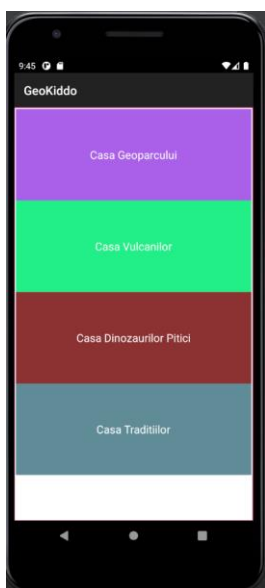 9:45
GeoKiddo
Casa Geoparcului
Casa Vulcanilor
Casa Dinozaurilor Pitici
Casa Traditiilor